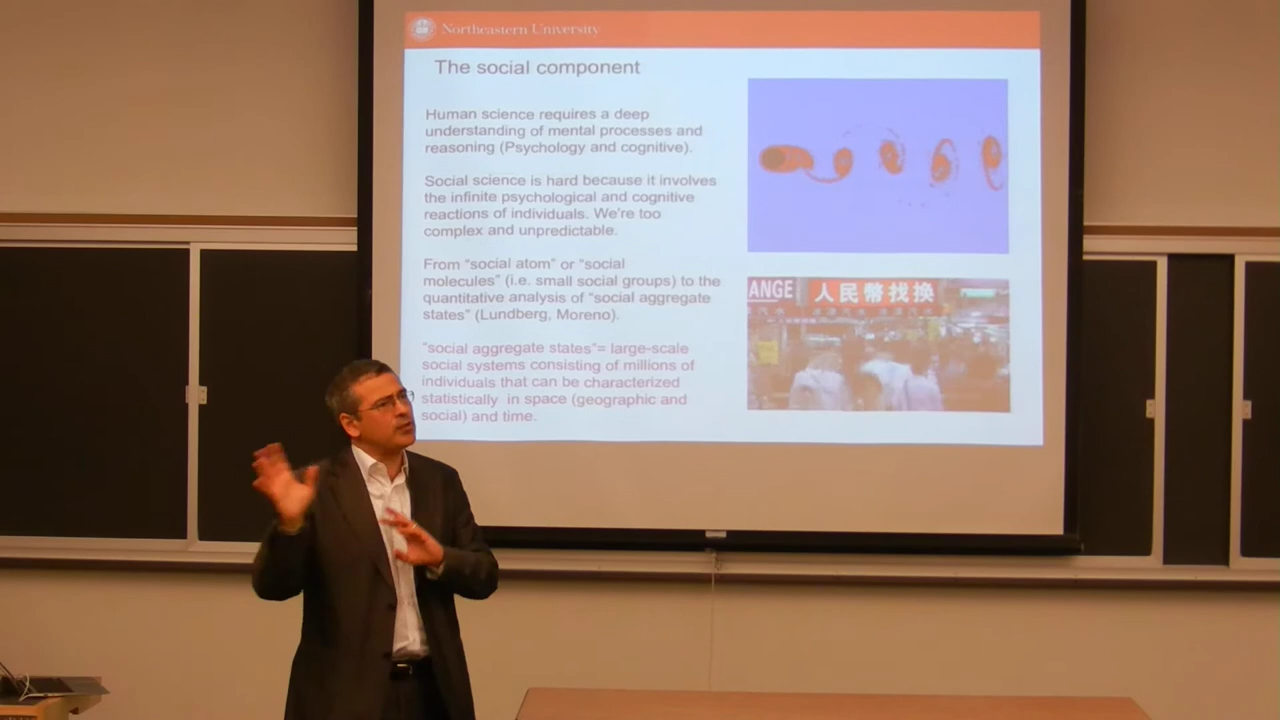 Northeastern University
The social component
Human science requires a deep
understanding of mental processes and
reasoning (Psychology and cognitive).
Social science is hard because it involves
the infinite psychological and cognitive
reactions of individuals. We're too
complex and unpredictable.
From "social atom" or "social
molecules" (i.e. small social groups) to the
quantitative analysis of "social aggregate
states" (Lundberg, Moreno).
"social aggregate states"= large-scale
social systems consisting of millions of
individuals that can be characterized
statistically in space (geographic and
social) and time.
ANGE 人民幣找換